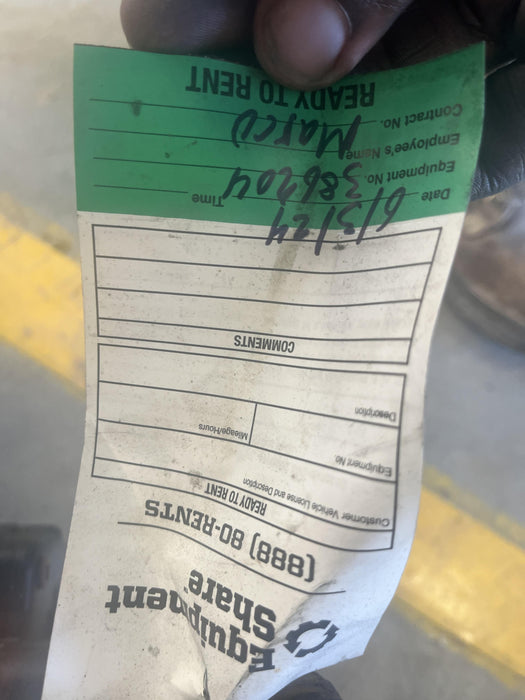 Equipment
Share
(888) 80-RENTS
READY TO RENT
Customer Vehicle License and Description
Equipment No. Mileage/Hours
Description
COMMENTS
Date 6/3/24 Time
Equipment No. 386204
Employee's Name Marco
Contract No.
READY TO RENT